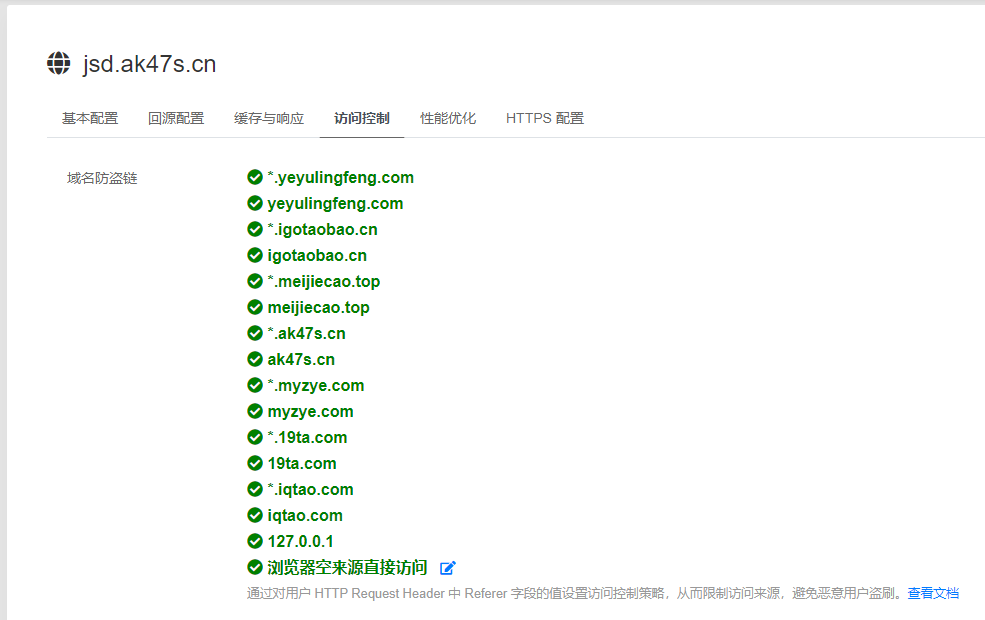 jsd.ak47s.cn
基本配置 回源配置 缓存与响应 访问控制 性能优化 HTTPS 配置
域名防盗链 *.yeyulingfeng.com
yeyulingfeng.com
*.igotaobao.cn
igotaobao.cn
*.meijiecao.top
meijiecao.top
*.ak47s.cn
ak47s.cn
*.myzye.com
myzye.com
*.19ta.com
19ta.com
*.iqtao.com
iqtao.com
127.0.0.1
浏览器空来源直接访问
通过对用户 HTTP Request Header 中 Referer 字段的值设置访问控制策略，从而限制访问来源，避免恶意用户盗刷。查看文档